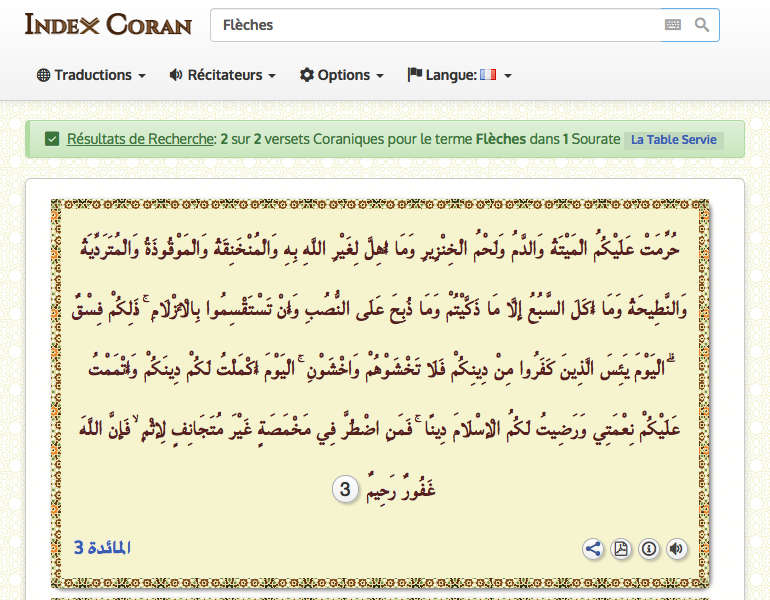 INDEX CORAN
Flèches
Traductions Récitateurs Options Langue:
Résultats de Recherche: 2 sur 2 versets Coraniques pour le terme Flèches dans 1 Sourate La Table Servie
حُرِّمَتْ عَلَيْكُمُ الْمَيْتَةُ وَالدَّمُ وَلَحْمُ الْخِنْزِيرِ وَمَا أُهِلَّ لِغَيْرِ اللَّهِ بِهِ وَالْمُنْخَنِقَةُ وَالْمَوْقُوذَةُ وَالْمُتَرَدِّيَةُ
وَالنَّطِيحَةُ وَمَا أَكَلَ السَّبُعُ إِلَّا مَا ذَكَّيْتُمْ وَمَا ذُبِحَ عَلَى النُّصُبِ وَأَنْ تَسْتَقْسِمُوا بِالْأَزْلَامِ ۚ ذَٰلِكُمْ فِسْقٌ
ۗ الْيَوْمَ يَئِسَ الَّذِينَ كَفَرُوا مِنْ دِينِكُمْ فَلَا تَخْشَوْهُمْ وَاخْشَوْنِ ۚ الْيَوْمَ أَكْمَلْتُ لَكُمْ دِينَكُمْ وَأَتْمَمْتُ
عَلَيْكُمْ نِعْمَتِي وَرَضِيتُ لَكُمُ الْإِسْلَامَ دِينًا ۚ فَمَنِ اضْطُرَّ فِي مَخْمَصَةٍ غَيْرَ مُتَجَانِفٍ لِإِثْمٍ ۙ فَإِنَّ اللَّهَ
غَفُورٌ رَحِيمٌ 3
المائدة 3